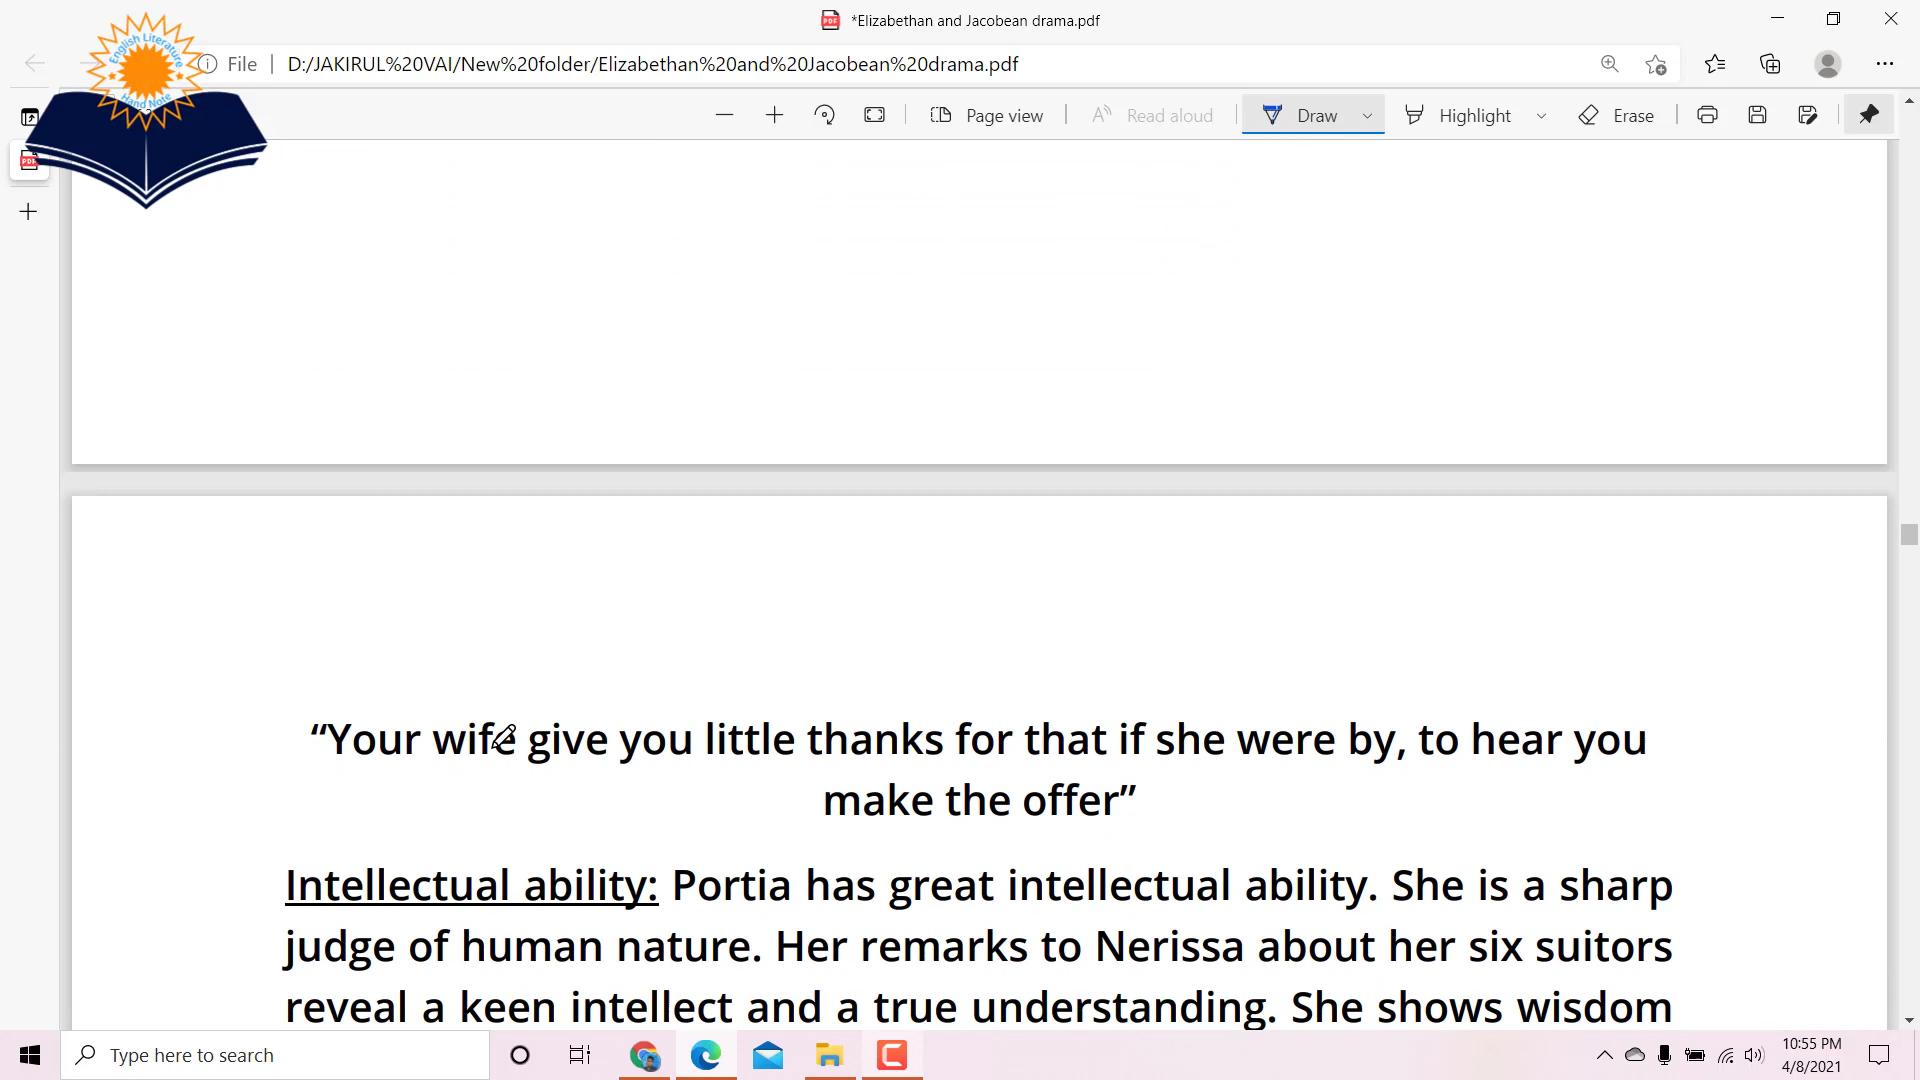 *Elizabethan and Jacobean drama.pdf
File | D:/JAKIRUL%20VAI/New%20folder/Elizabethan%20and%20Jacobean%20drama.pdf
English Literature
Hand Note
Page view
Read aloud
Draw
Highlight
Erase
“Your wife give you little thanks for that if she were by, to hear you
make the offer”
Intellectual ability: Portia has great intellectual ability. She is a sharp
judge of human nature. Her remarks to Nerissa about her six suitors
reveal a keen intellect and a true understanding. She shows wisdom
Type here to search
10:55 PM
4/8/2021